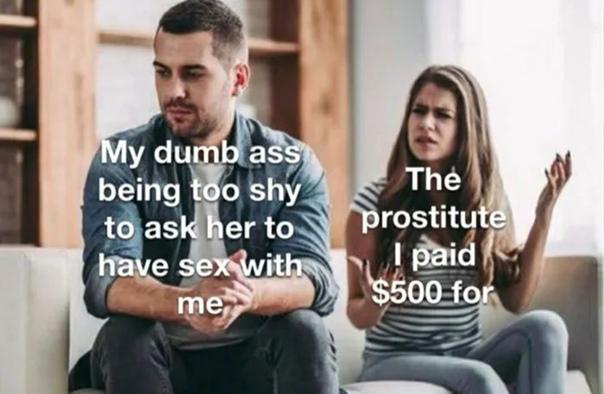 My dumb ass
being too shy
to ask her to
have sex with
me
The
prostitute
I paid
$500 for